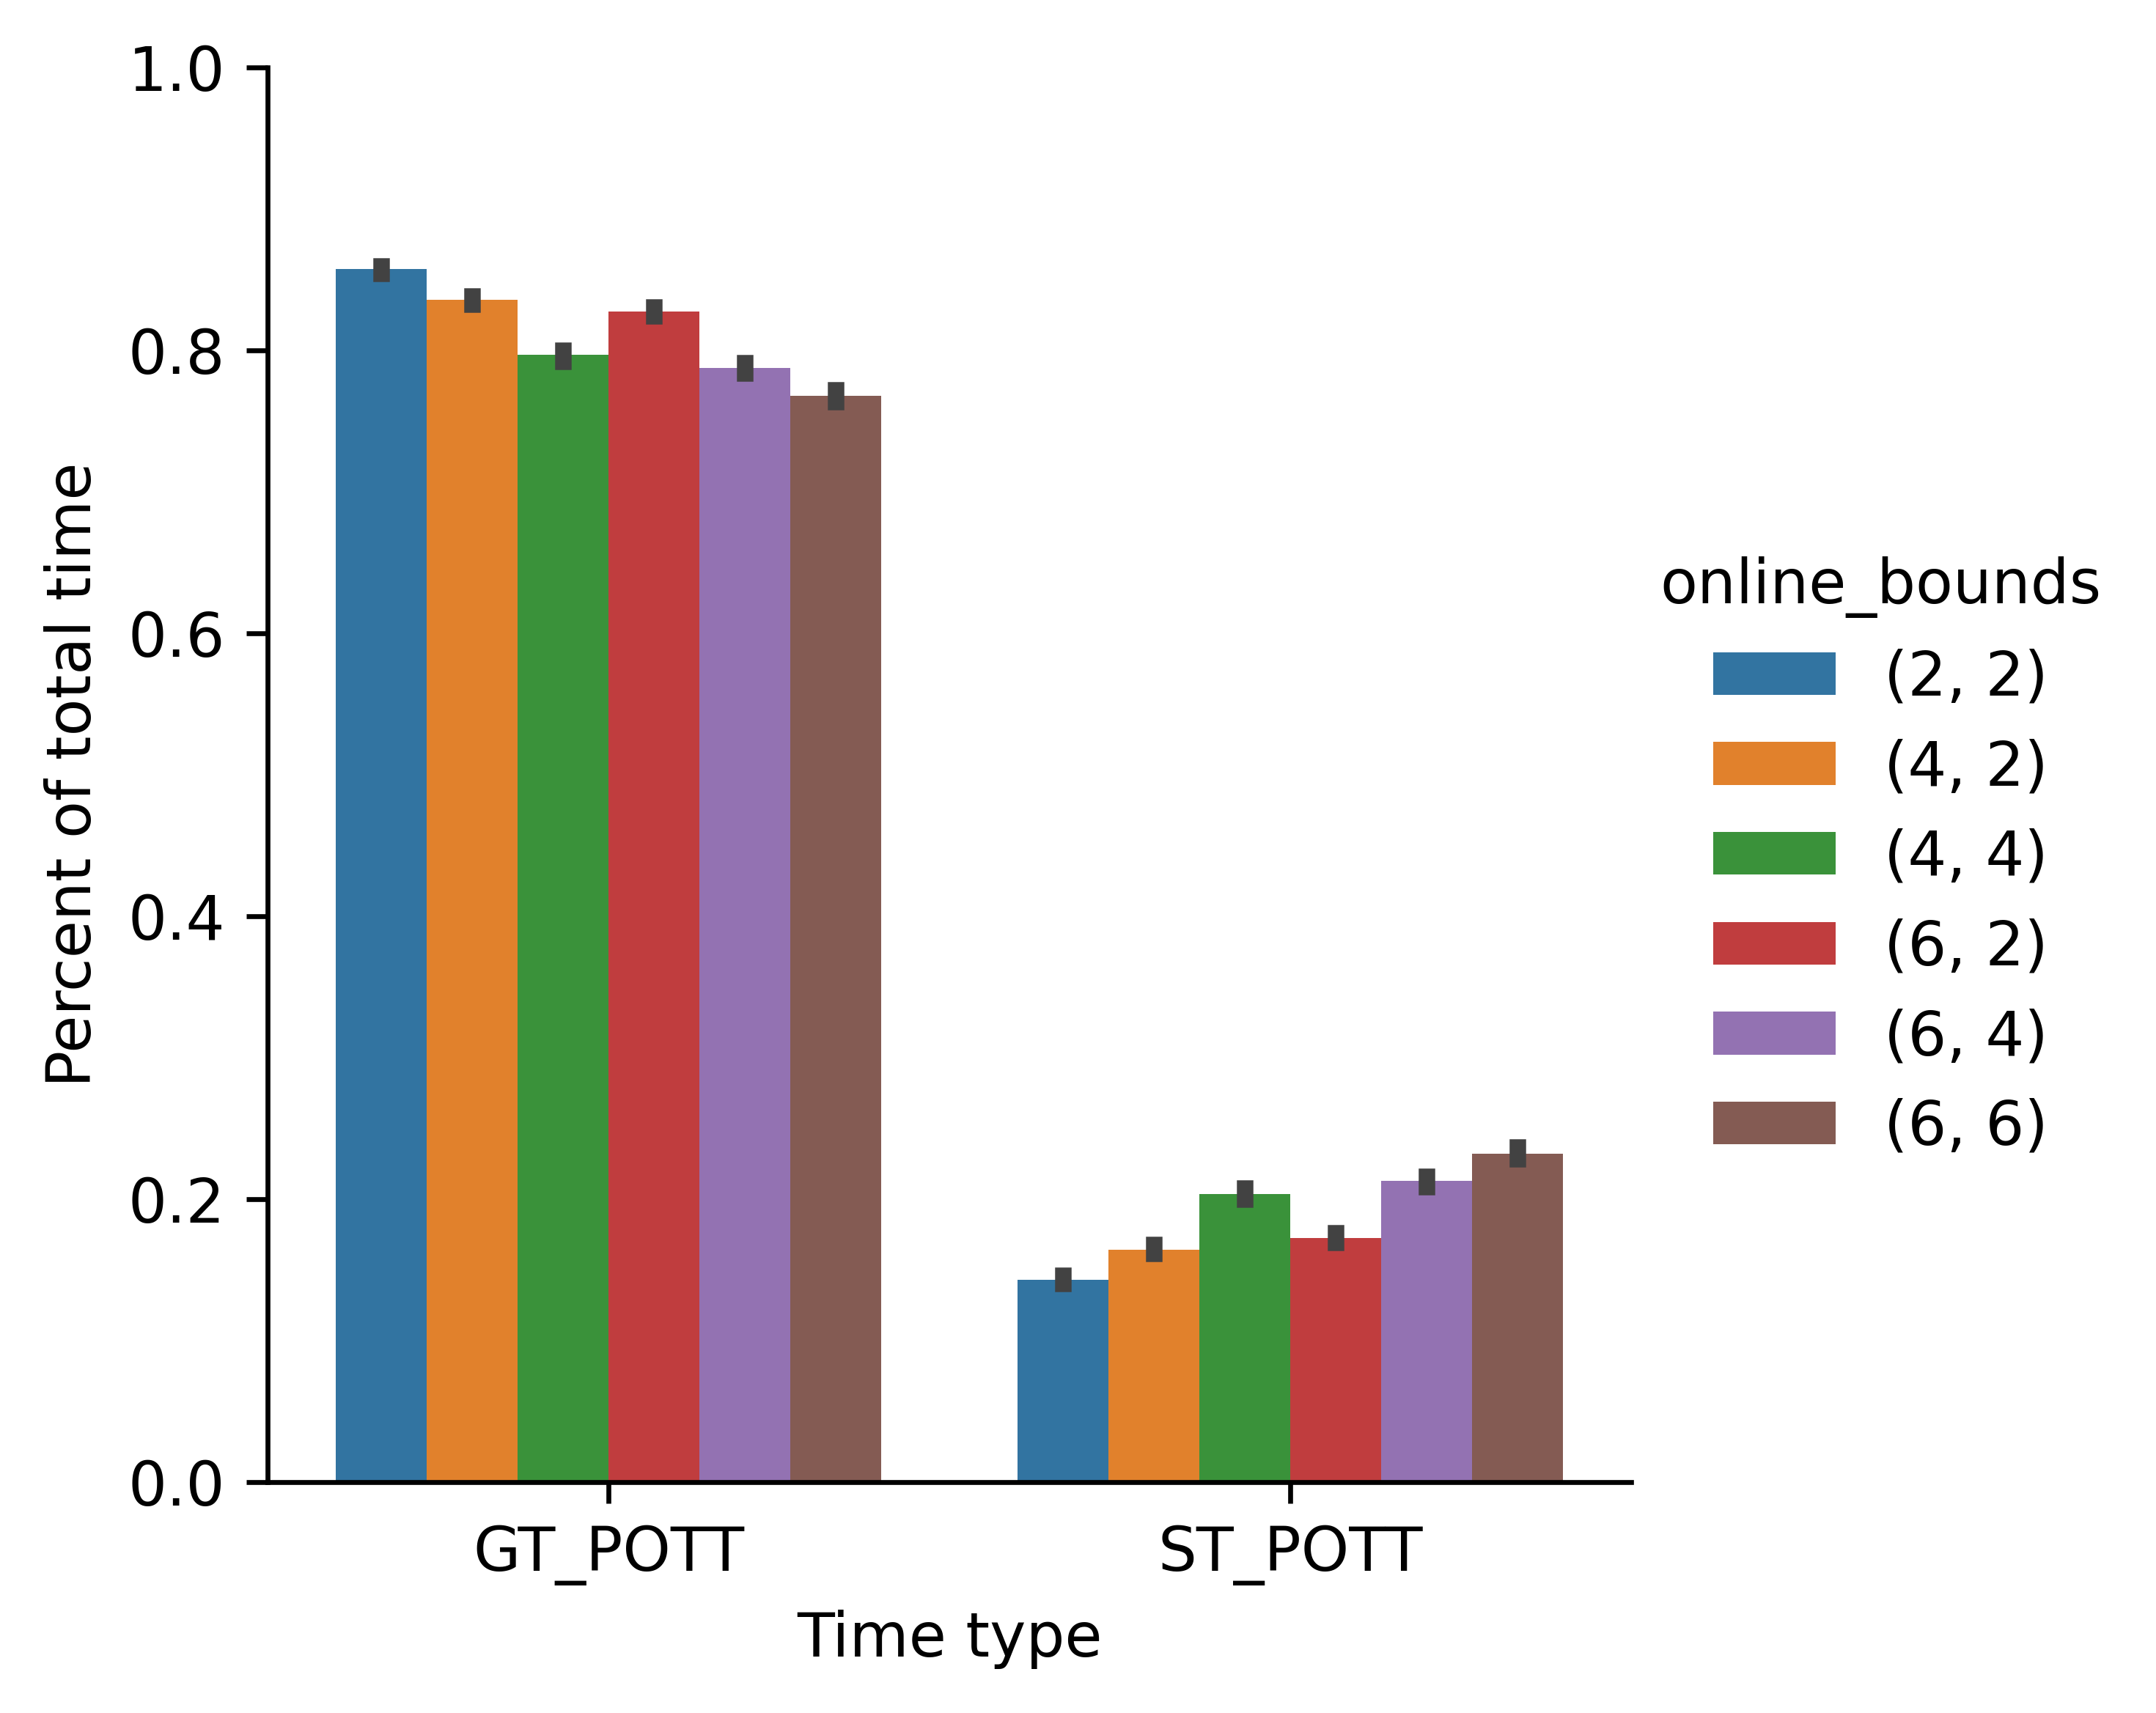 1.0
0.8
0.6
0.4
0.2
0.0
Percent of total time
GT_POTT
ST_POTT
Time type
online_bounds
(2, 2)
(4, 2)
(4, 4)
(6, 2)
(6, 4)
(6, 6)